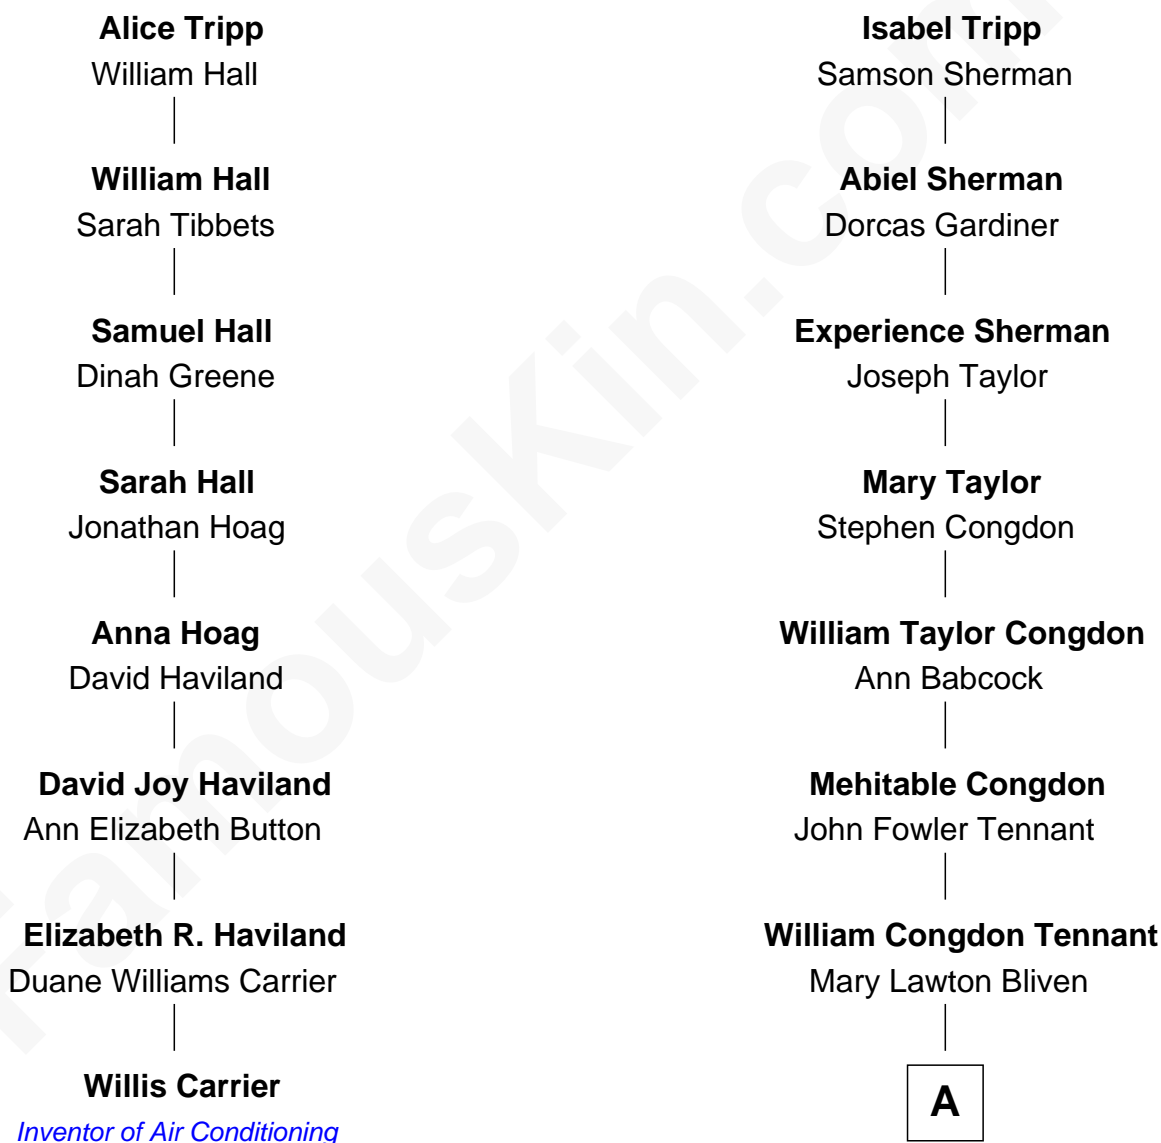 Alice Tripp
William Hall
William Hall
Sarah Tibbets
Samuel Hall
Dinah Greene
Sarah Hall
Jonathan Hoag
Anna Hoag
David Haviland
David Joy Haviland
Ann Elizabeth Button
Elizabeth R. Haviland
Duane Williams Carrier
Willis Carrier
Inventor of Air Conditioning
Isabel Tripp
Samson Sherman
Abiel Sherman
Dorcas Gardiner
Experience Sherman
Joseph Taylor
Mary Taylor
Stephen Congdon
William Taylor Congdon
Ann Babcock
Mehitable Congdon
John Fowler Tennant
William Congdon Tennant
Mary Lawton Bliven
A
FamousKin.com